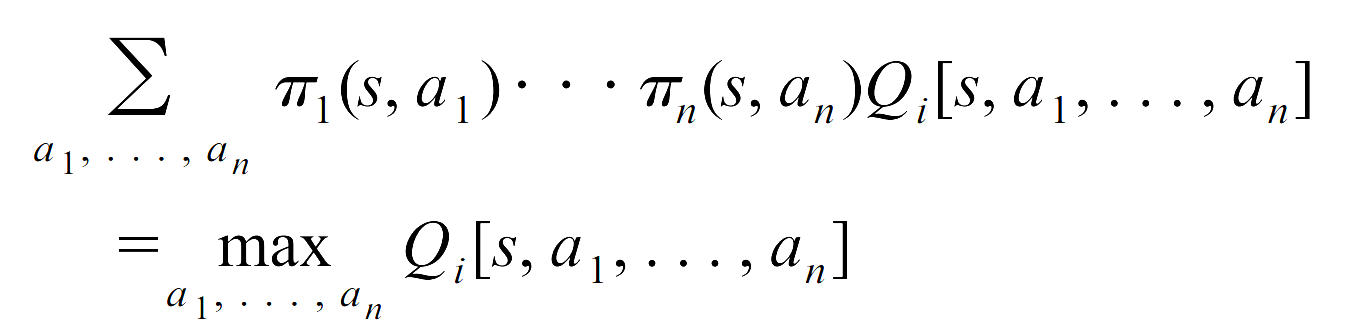 ∑_{a_1, . . . , a_n} π_1(s, a_1) · · · π_n(s, a_n)Q_i[s, a_1, . . . , a_n]
= max_{a_1, . . . , a_n} Q_i[s, a_1, . . . , a_n]